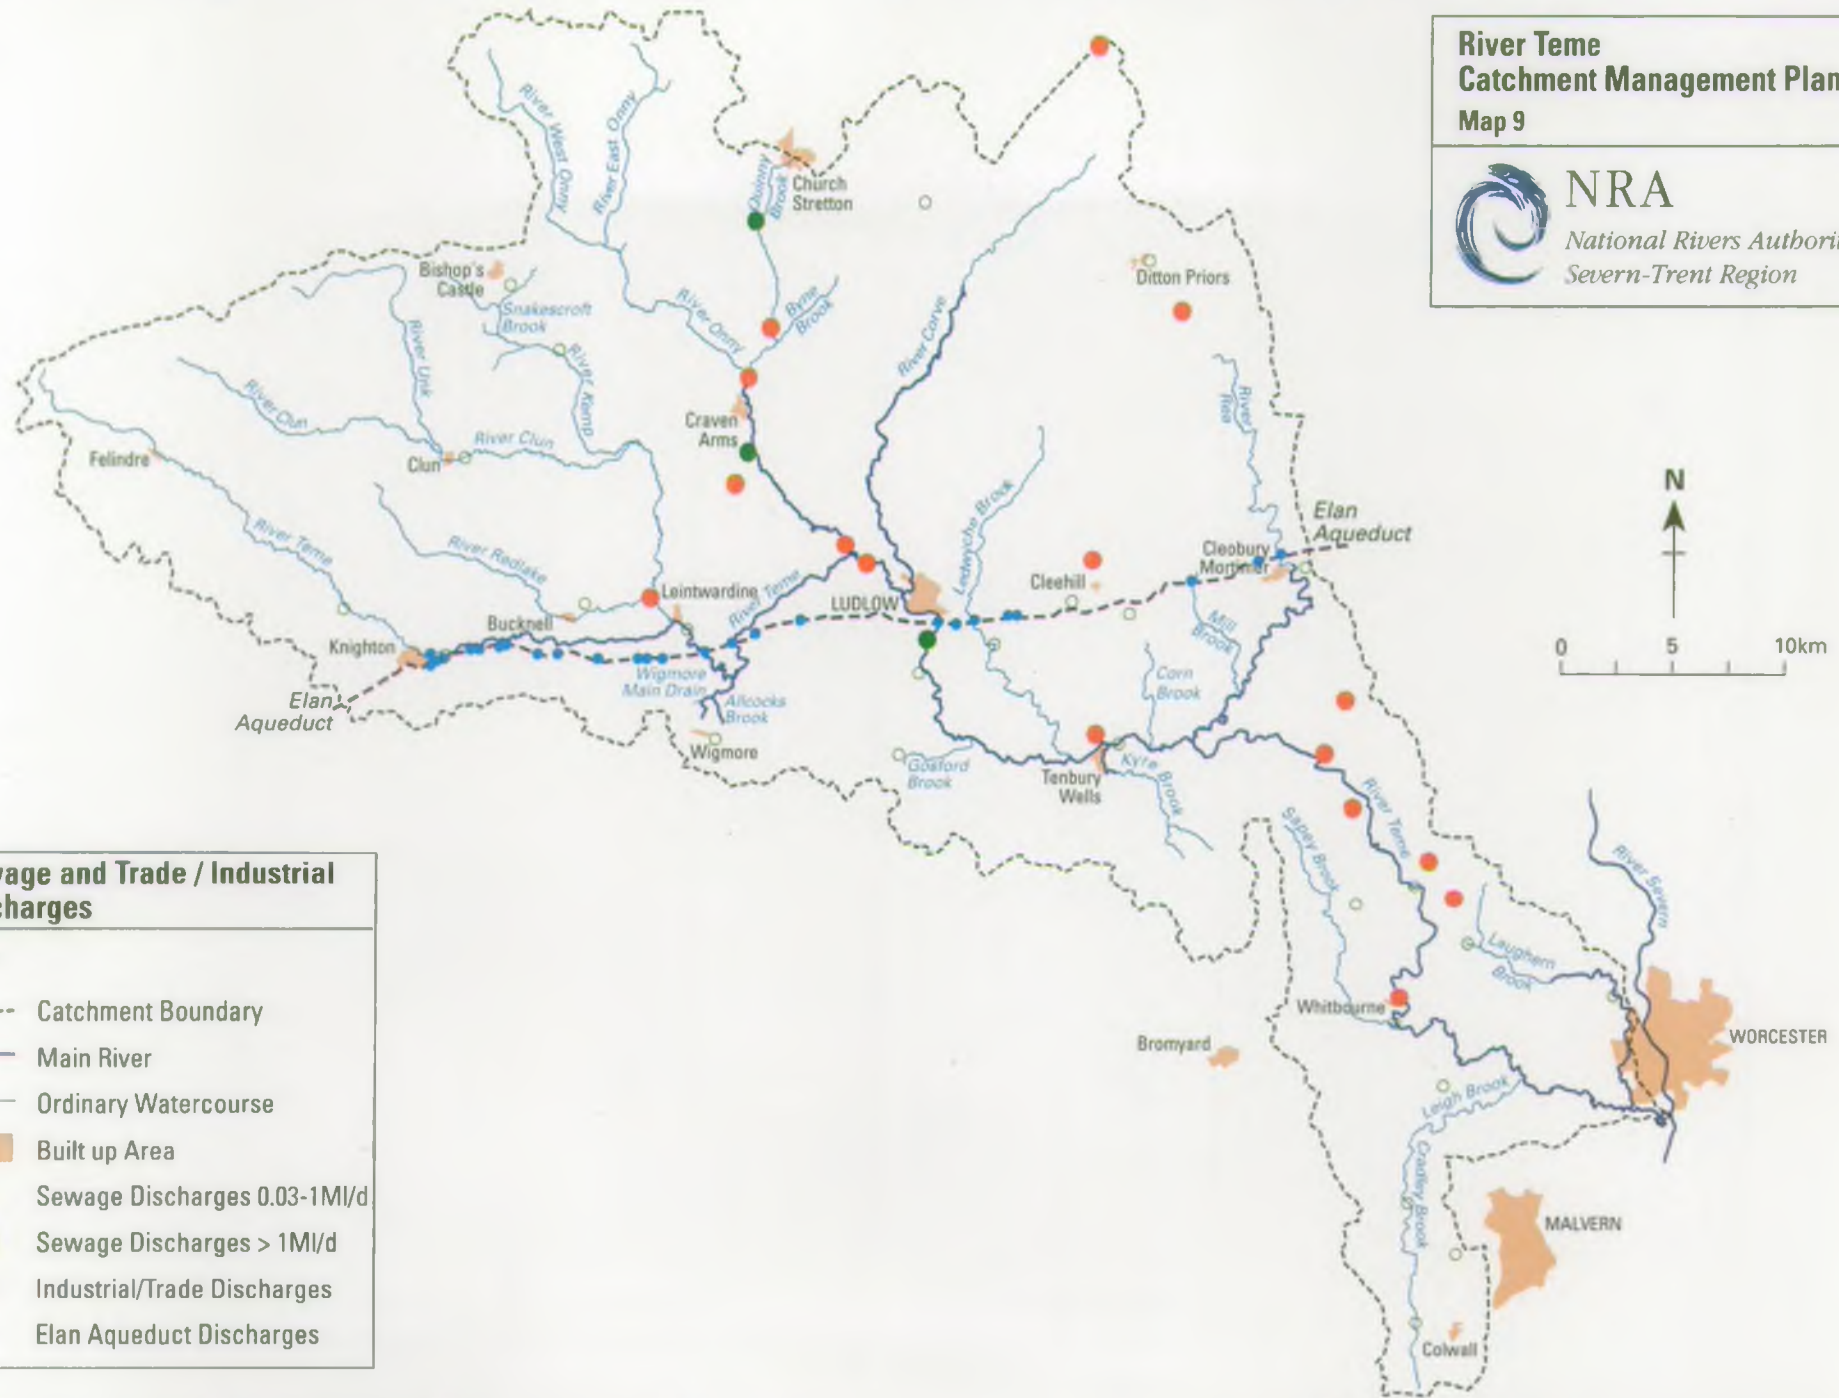 River Teme
Catchment Management Plan
Map 9
NRA
National Rivers Authori
Severn-Trent Region
River West Onny
River East Onny
Quinny
Brook
Church
Stretton
Bishop's
Castle
Snakescroft
Brook
River Onny
Byne
Brook
River Corve
Ditton Priors
River Unk
River Kemp
River Clun
River Clun
Clun
Craven
Arms
River
Rea
Felindre
River Teme
River Redlake
Ledwyche Brook
Elan
Aqueduct
Cleobury
Mortimer
Cleehill
Leintwardine
River Teme
LUDLOW
Bucknell
Knighton
Mill
Brook
Wigmore
Main Drain
Corn
Brook
Elan
Aqueduct
Allcocks
Brook
Wigmore
Gosford
Brook
Tenbury
Wells
Kyre Brook
N
0 5 10km
River Teme
Sapey Brook
River Severn
Laughern
Brook
Whitbourne
Bromyard
WORCESTER
Leigh Brook
Cradley Brook
MALVERN
Colwall
vage and Trade / Industrial
charges
Catchment Boundary
Main River
Ordinary Watercourse
Built up Area
Sewage Discharges 0.03-1Ml/d
Sewage Discharges > 1Ml/d
Industrial/Trade Discharges
Elan Aqueduct Discharges